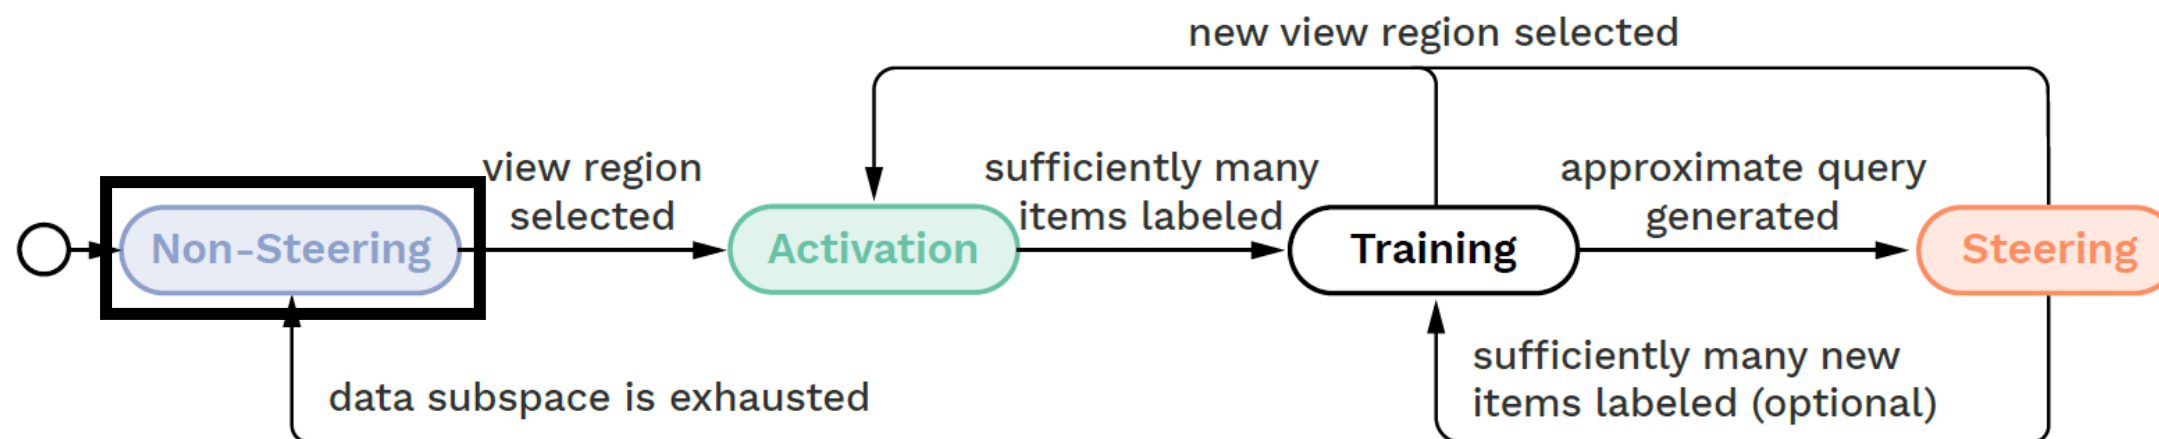 new view region selected
view region
selected
sufficiently many
items labeled
approximate query
generated
Non-Steering
Activation
Training
Steering
data subspace is exhausted
sufficiently many new
items labeled (optional)